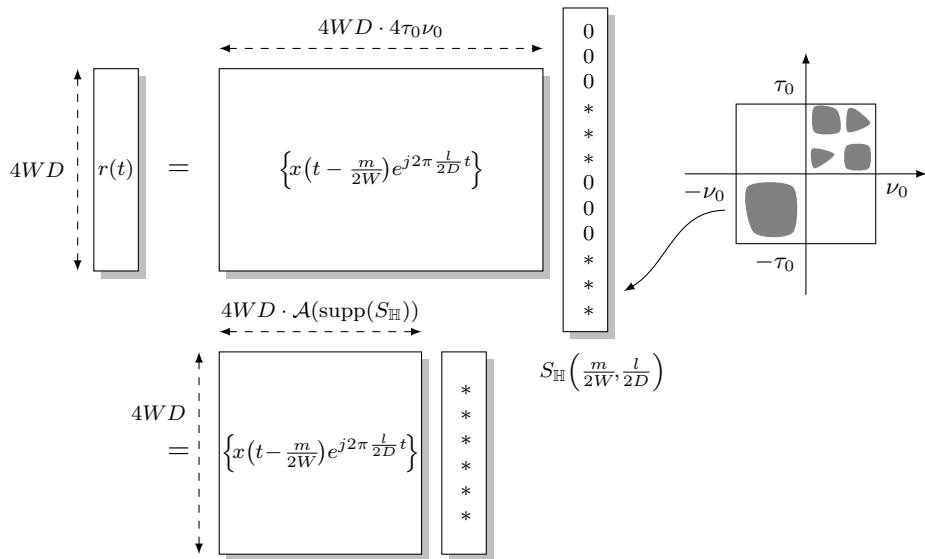 4WD · 4τ₀ν₀
4WD
r(t)
=
{x(t − m/2W)e^{j2π l/2D t}}
0
0
0
*
*
*
0
0
0
*
*
*
τ₀
−ν₀
ν₀
−τ₀
S_ℍ(m/2W, l/2D)
4WD · 𝒜(supp(S_ℍ))
4WD
=
{x(t − m/2W)e^{j2π l/2D t}}
*
*
*
*
*
*